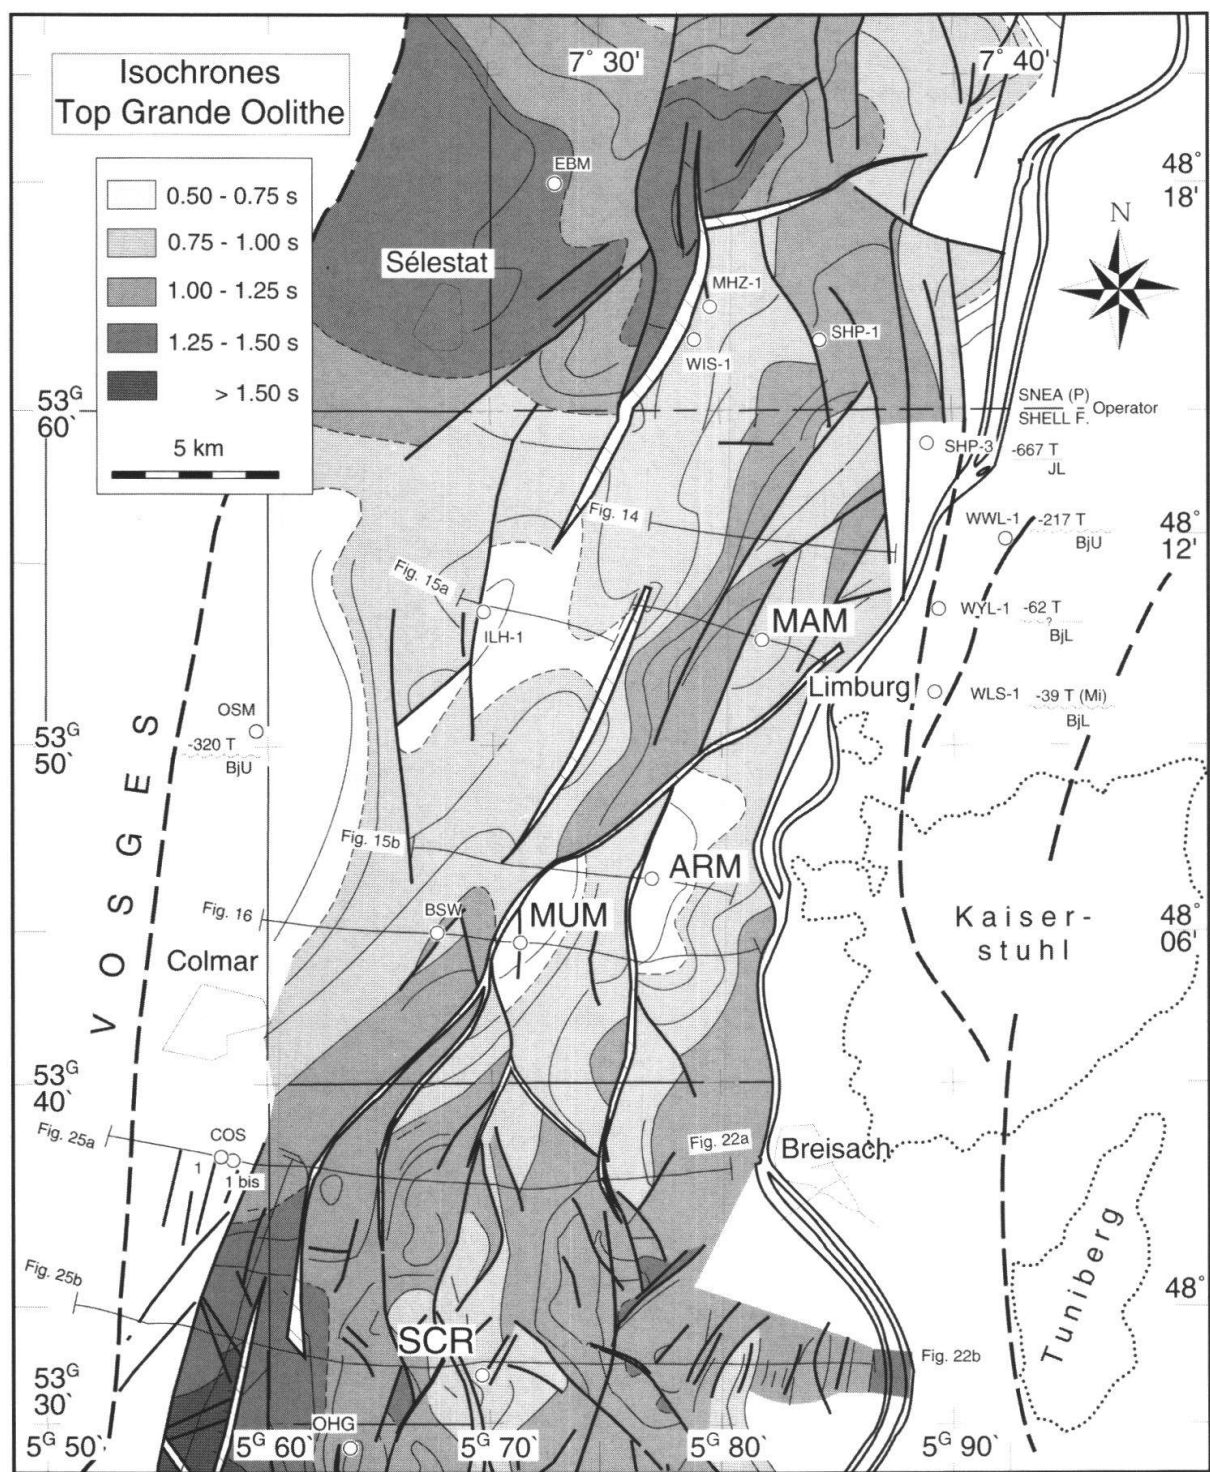 Isochrones
Top Grande Oolithe
7° 30'
7° 40'
0.50 - 0.75 s
0.75 - 1.00 s
1.00 - 1.25 s
1.25 - 1.50 s
> 1.50 s
5 km
EBM
48°
18'
N
Sélestat
MHZ-1
SHP-1
WIS-1
53G
60`
SNEA (P)
SHELL F.
Operator
SHP-3
-667 T
JL
Fig. 14
WWL-1
-217 T
BjU
48°
12'
Fig. 15a
ILH-1
MAM
WYL-1
-62 T
?
BjL
Limburg
WLS-1
-39 T (Mi)
BjL
OSM
-320 T
BjU
53G
50`
VOSGES
Fig. 15b
ARM
Fig. 16
BSW
MUM
Kaiser-
stuhl
48°
06'
Colmar
53G
40`
Fig. 25a
COS
1
1 bis
Fig. 22a
Breisach
Tuniberg
Fig. 25b
48°
SCR
Fig. 22b
53G
30`
OHG
5G 50`
5G 60`
5G 70`
5G 80`
5G 90`